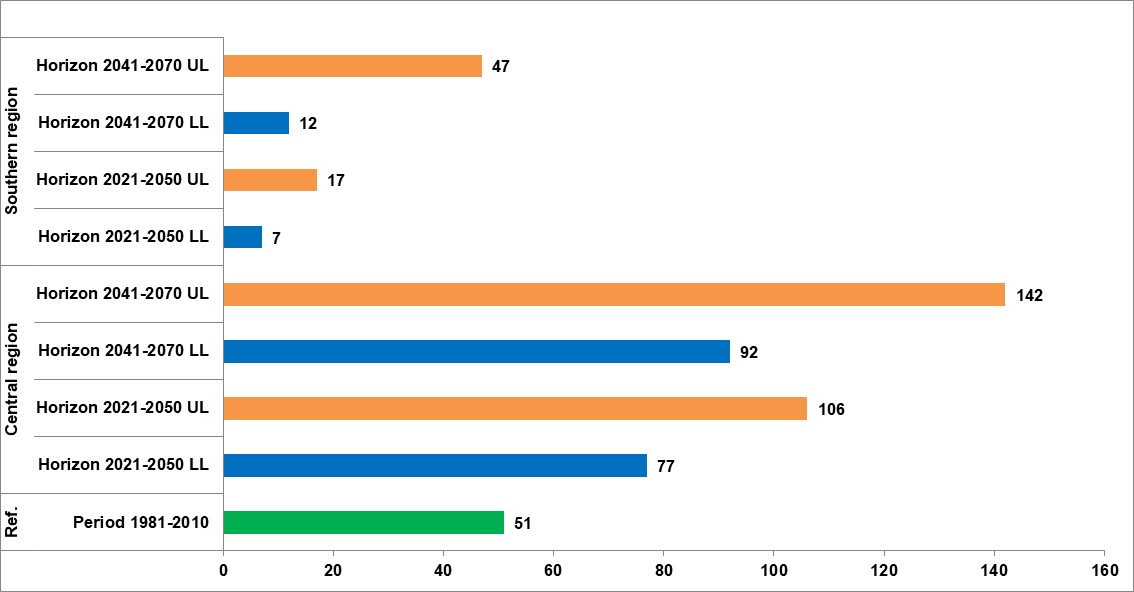 Southern region
Horizon 2041-2070 UL 47
Horizon 2041-2070 LL 12
Horizon 2021-2050 UL 17
Horizon 2021-2050 LL 7
Central region
Horizon 2041-2070 UL 142
Horizon 2041-2070 LL 92
Horizon 2021-2050 UL 106
Horizon 2021-2050 LL 77
Ref.
Period 1981-2010 51
0 20 40 60 80 100 120 140 160